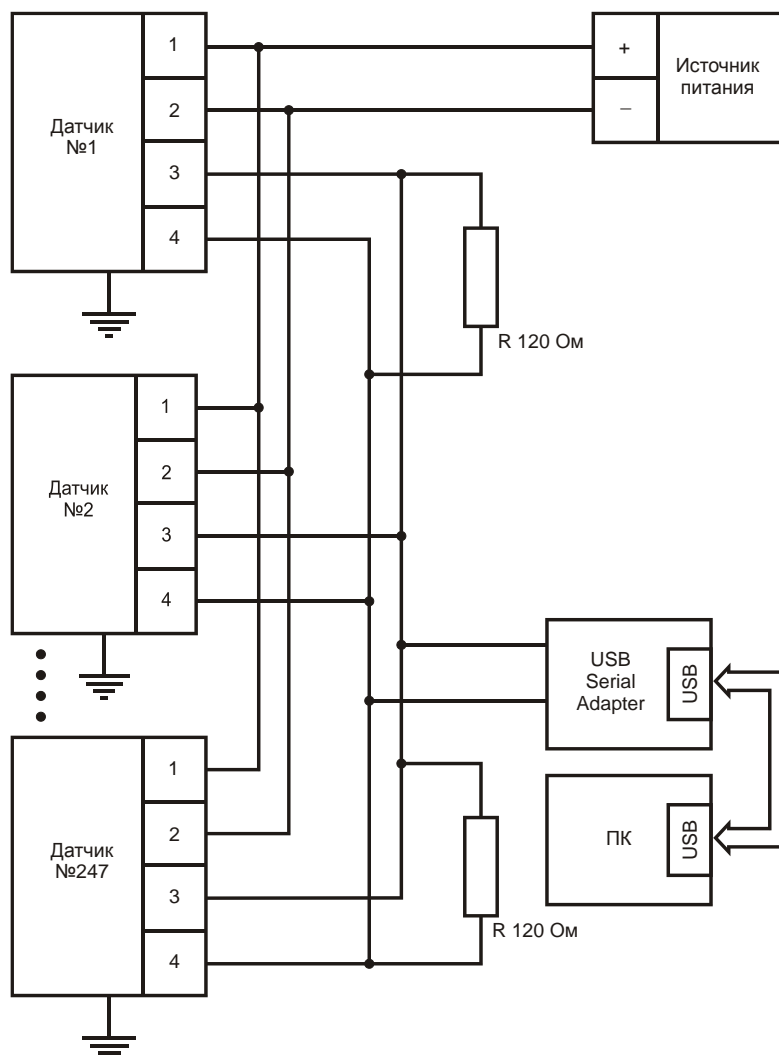 Датчик
№1
1
2
3
4
+
–
Источник
питания
R 120 Ом
Датчик
№2
1
2
3
4
USB
Serial
Adapter
USB
Датчик
№247
1
2
3
4
ПК
USB
R 120 Ом